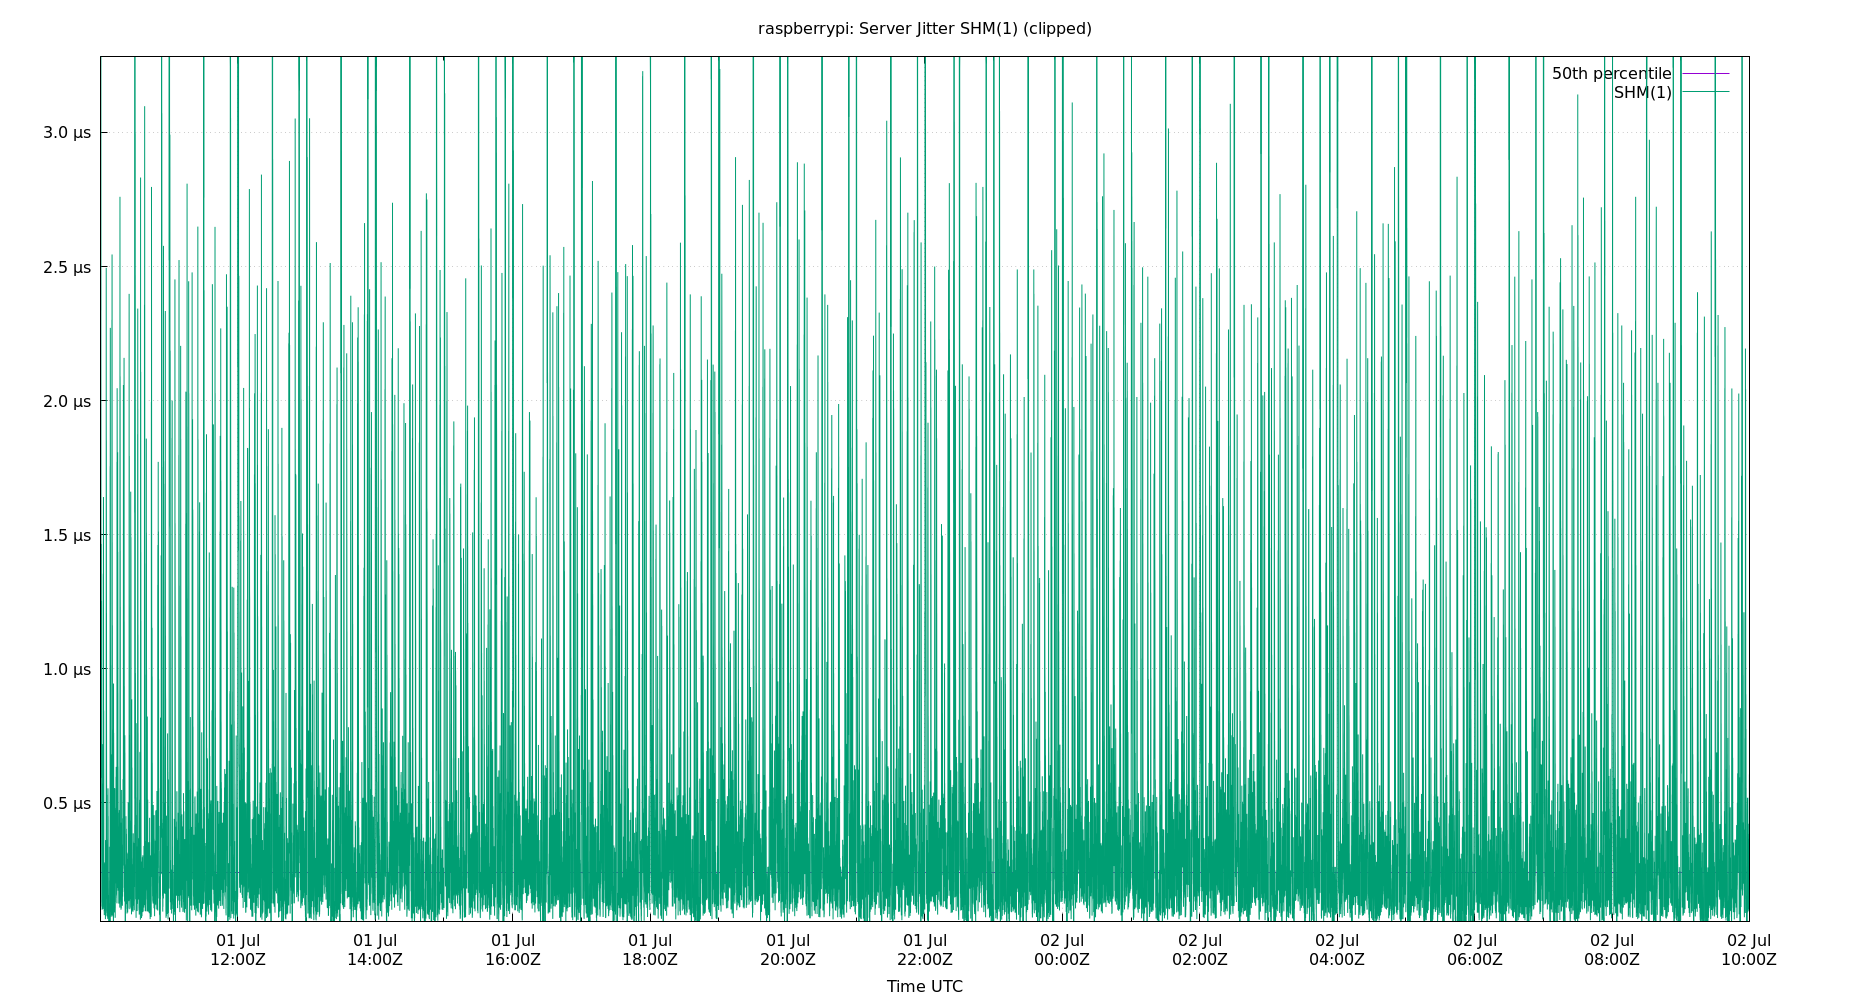 raspberrypi: Server Jitter SHM(1) (clipped)
50th percentile
SHM(1)
3.0 µs
2.5 µs
2.0 µs
1.5 µs
1.0 µs
0.5 µs
01 Jul 01 Jul 01 Jul 01 Jul 01 Jul 01 Jul 02 Jul 02 Jul 02 Jul 02 Jul 02 Jul 02 Jul
12:00Z 14:00Z 16:00Z 18:00Z 20:00Z 22:00Z 00:00Z 02:00Z 04:00Z 06:00Z 08:00Z 10:00Z
Time UTC